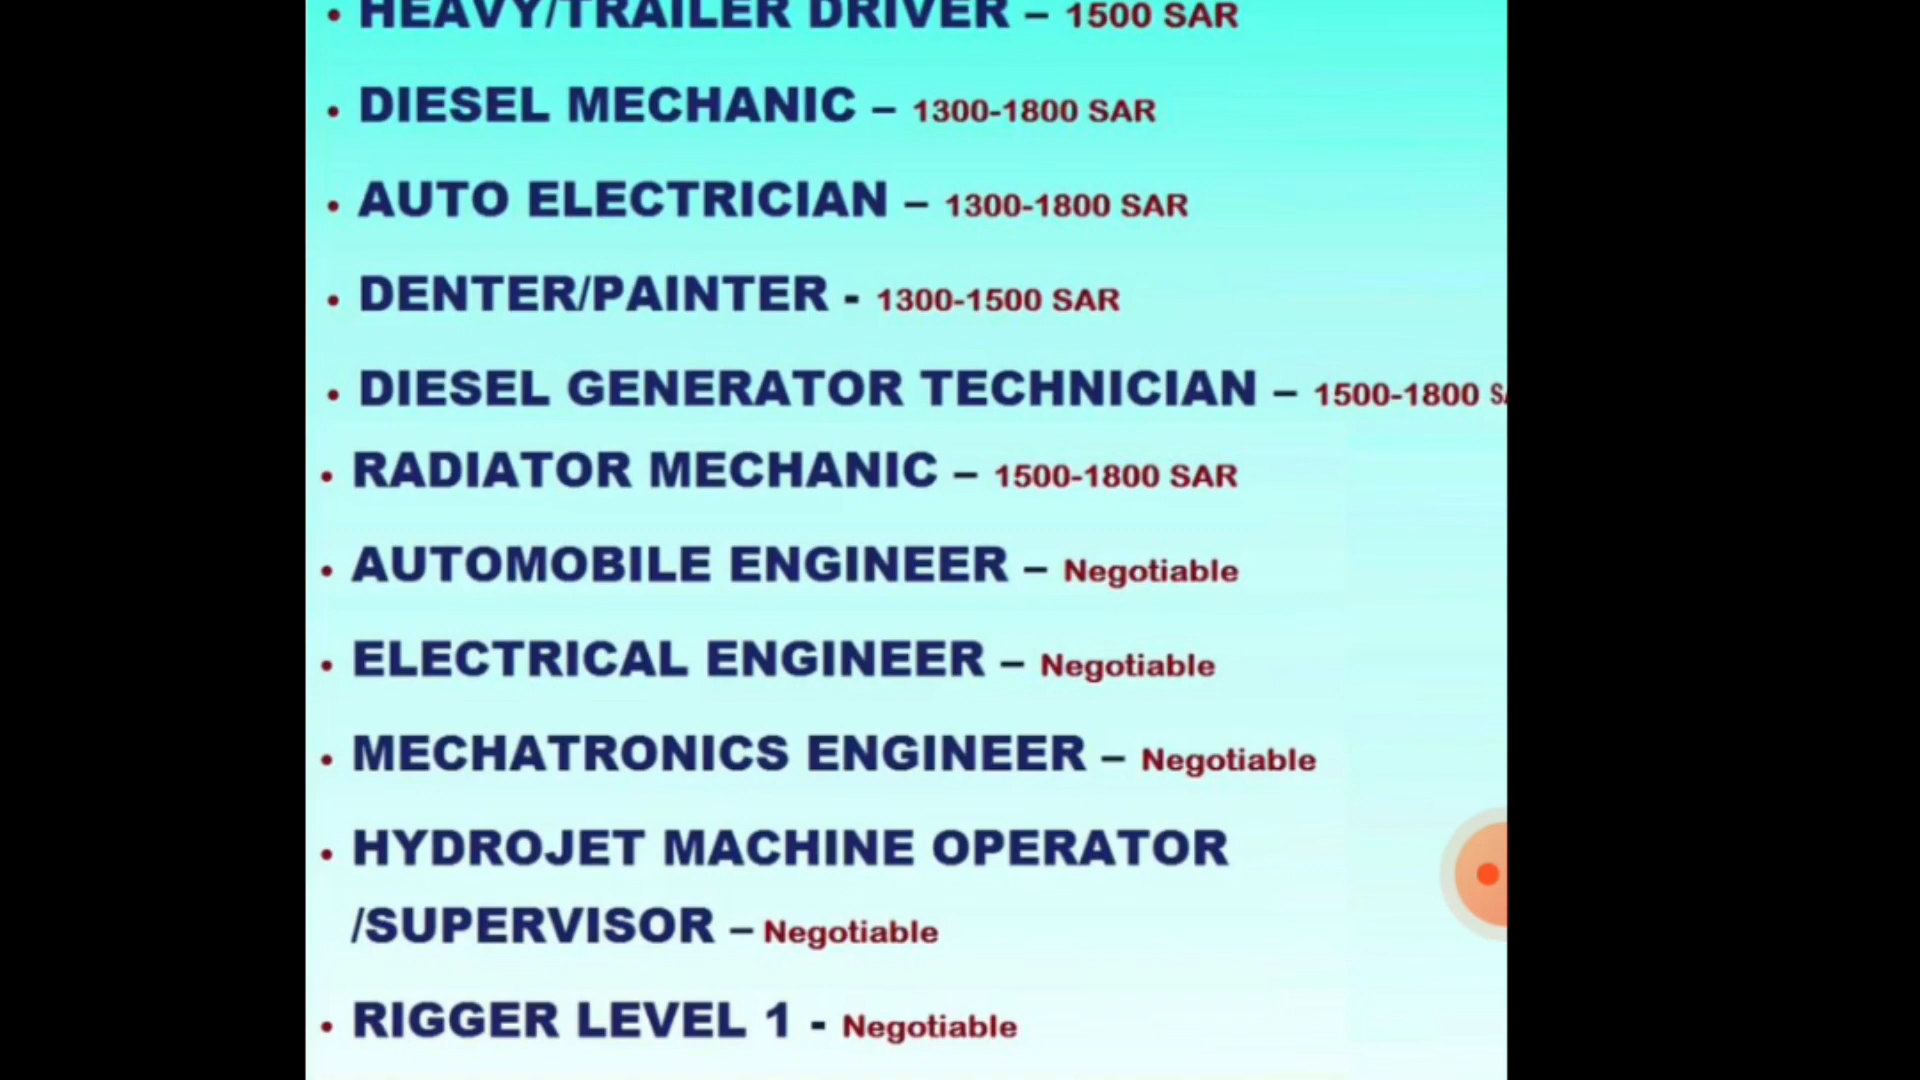 • HEAVY/TRAILER DRIVER – 1500 SAR
• DIESEL MECHANIC – 1300-1800 SAR
• AUTO ELECTRICIAN – 1300-1800 SAR
• DENTER/PAINTER - 1300-1500 SAR
• DIESEL GENERATOR TECHNICIAN – 1500-1800
• RADIATOR MECHANIC – 1500-1800 SAR
• AUTOMOBILE ENGINEER – Negotiable
• ELECTRICAL ENGINEER – Negotiable
• MECHATRONICS ENGINEER – Negotiable
• HYDROJET MACHINE OPERATOR
/SUPERVISOR – Negotiable
• RIGGER LEVEL 1 - Negotiable